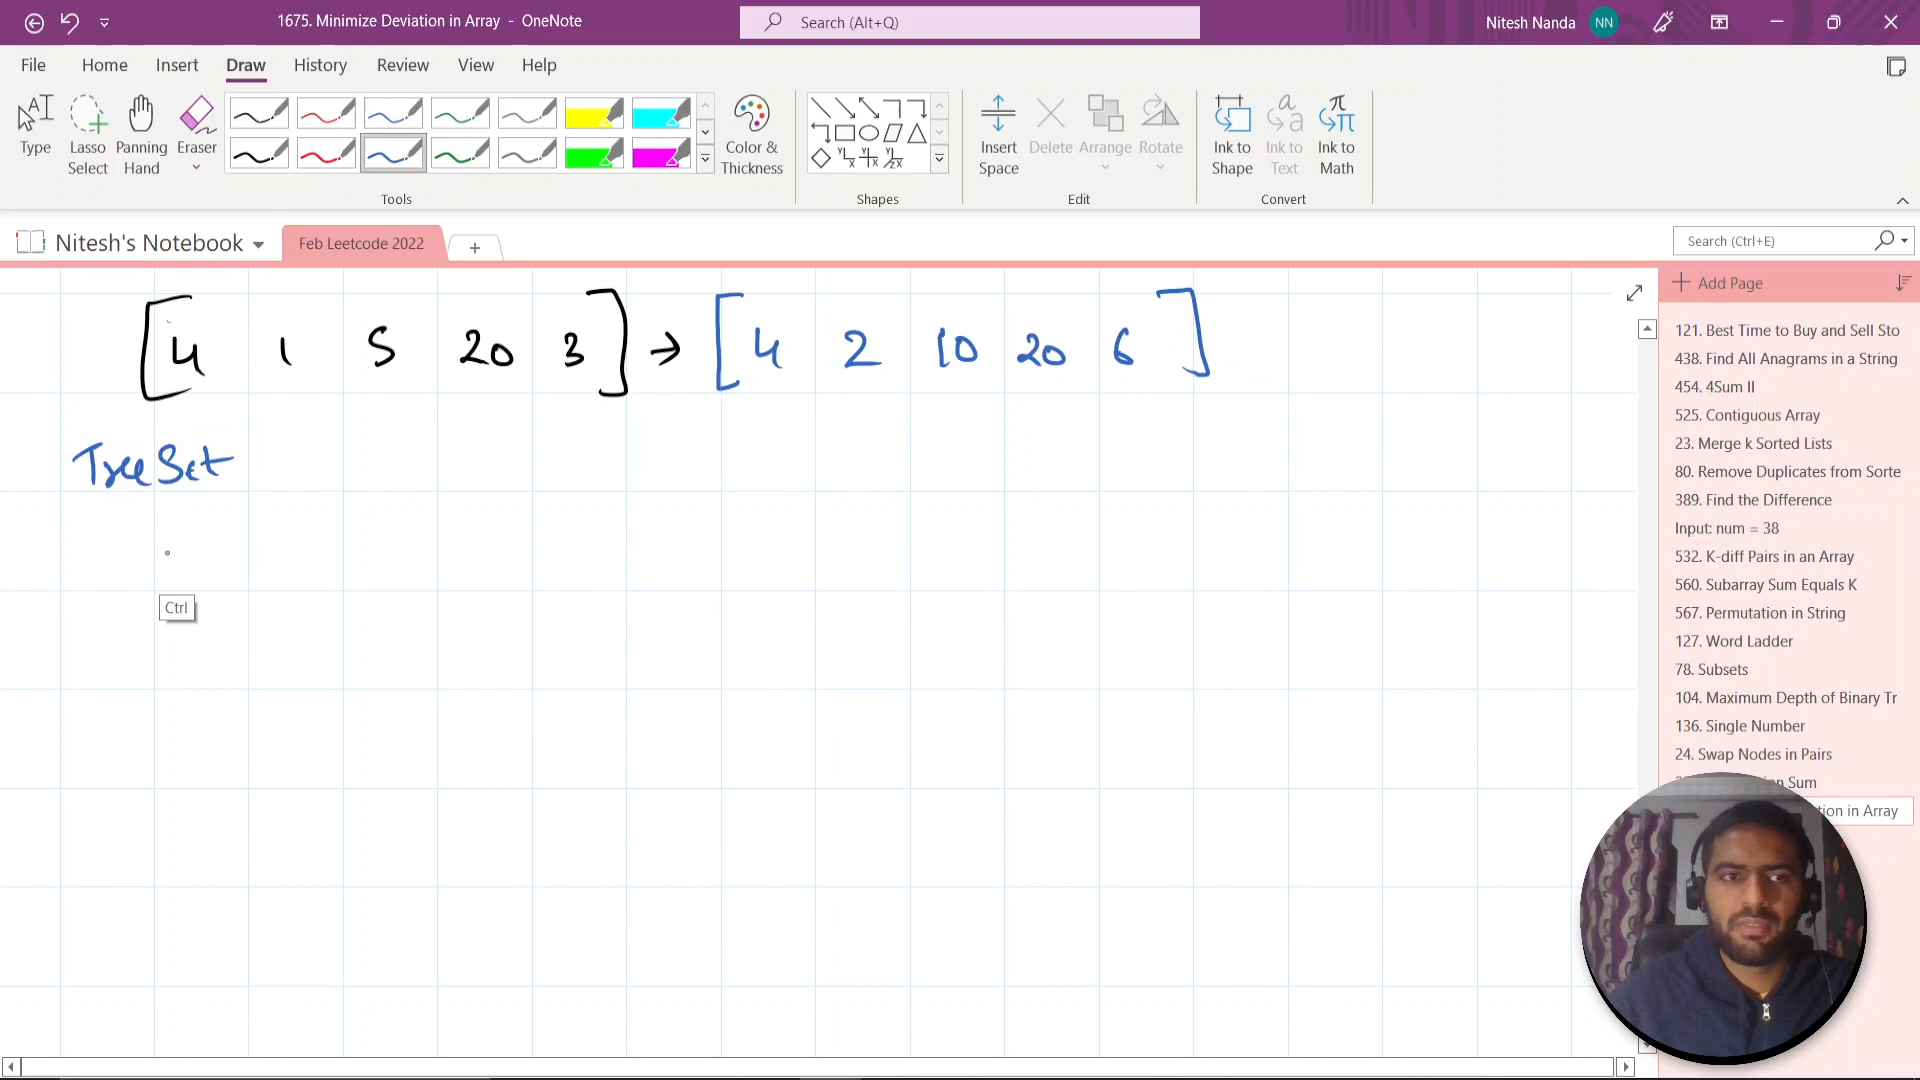 1675. Minimize Deviation in Array - OneNote
Search (Alt+Q)
Nitesh Nanda
NN
File Home Insert Draw History Review View Help
Type
Lasso Select
Panning Hand
Eraser
Color & Thickness
Insert Space
Delete
Arrange
Rotate
Ink to Shape
Ink to Text
Ink to Math
Tools
Shapes
Edit
Convert
Nitesh's Notebook
Feb Leetcode 2022
Search (Ctrl+E)
[4 1 5 20 3] → [4 2 10 20 6]
TreeSet
Ctrl
Add Page
121. Best Time to Buy and Sell Sto
438. Find All Anagrams in a String
454. 4Sum II
525. Contiguous Array
23. Merge k Sorted Lists
80. Remove Duplicates from Sorte
389. Find the Difference
Input: num = 38
532. K-diff Pairs in an Array
560. Subarray Sum Equals K
567. Permutation in String
127. Word Ladder
78. Subsets
104. Maximum Depth of Binary Tr
136. Single Number
24. Swap Nodes in Pairs
Sum
in Array